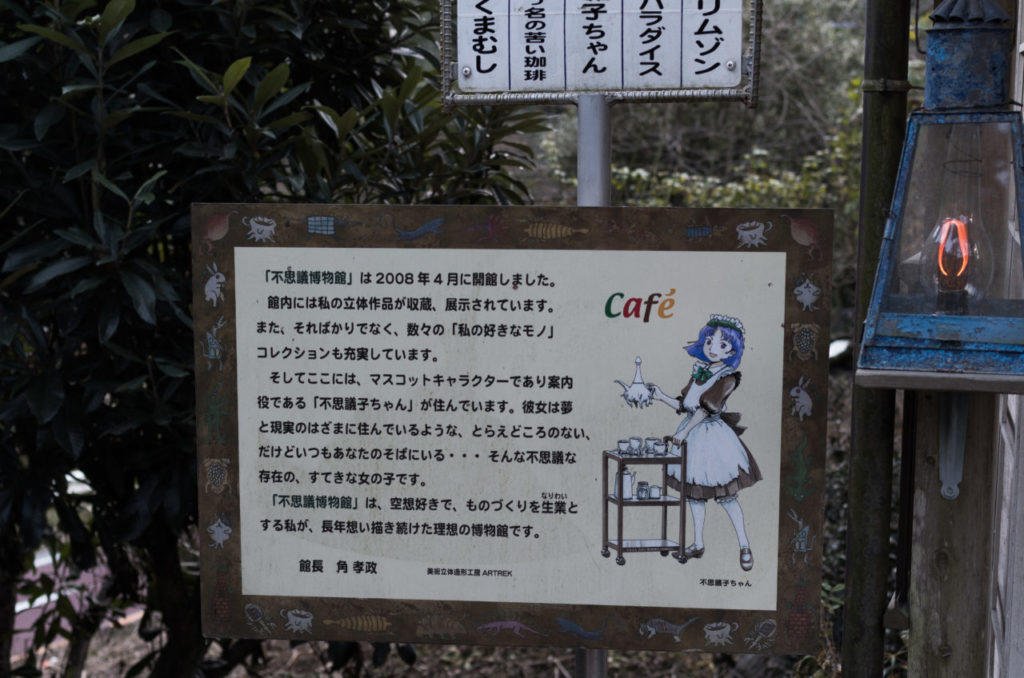 リムゾン
パラダイス
子ちゃん
名の苦い珈琲
くまむし
「不思議博物館」は2008年4月に開館しました。
館内には私の立体作品が収蔵、展示されています。
また、そればかりでなく、数々の「私の好きなモノ」
コレクションも充実しています。
そしてここには、マスコットキャラクターであり案内
役である「不思議子ちゃん」が住んでいます。彼女は夢
と現実のはざまに住んでいるような、とらえどころのない、
だけどいつもあなたのそばにいる・・・そんな不思議な
存在の、すてきな女の子です。
「不思議博物館」は、空想好きで、ものづくりを生業と
なりわい
する私が、長年想い描き続けた理想の博物館です。
館長 角 孝政
美術立体造形工房 ARTREK
Café
不思議子ちゃん